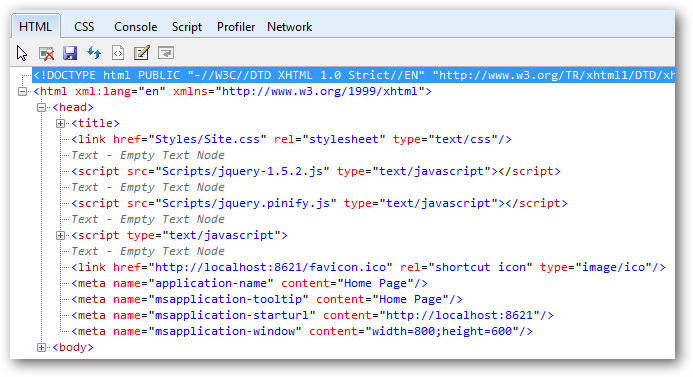 HTML CSS Console Script Profiler Network
<!DOCTYPE html PUBLIC "-//W3C//DTD XHTML 1.0 Strict//EN" "http://www.w3.org/TR/xhtml1/DTD/xh
<html xml:lang="en" xmlns="http://www.w3.org/1999/xhtml">
<head>
<title>
<link href="Styles/Site.css" rel="stylesheet" type="text/css"/>
Text - Empty Text Node
<script src="Scripts/jquery-1.5.2.js" type="text/javascript"></script>
Text - Empty Text Node
<script src="Scripts/jquery.pinify.js" type="text/javascript"></script>
Text - Empty Text Node
<script type="text/javascript">
Text - Empty Text Node
<link href="http://localhost:8621/favicon.ico" rel="shortcut icon" type="image/ico"/>
<meta name="application-name" content="Home Page"/>
<meta name="msapplication-tooltip" content="Home Page"/>
<meta name="msapplication-starturl" content="http://localhost:8621"/>
<meta name="msapplication-window" content="width=800;height=600"/>
<body>